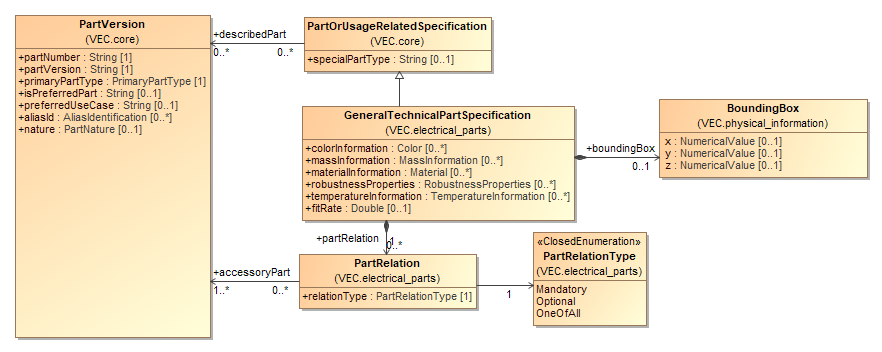 PartVersion
(VEC.core)
+partNumber : String [1]
+partVersion : String [1]
+primaryPartType : PrimaryPartType [1]
+isPreferredPart : String [0..1]
+preferredUseCase : String [0..1]
+aliasId : AliasIdentification [0..*]
+nature : PartNature [0..1]
+describedPart
0..*
0..*
PartOrUsageRelatedSpecification
(VEC.core)
+specialPartType : String [0..1]
GeneralTechnicalPartSpecification
(VEC.electrical_parts)
+colorInformation : Color [0..*]
+massInformation : MassInformation [0..*]
+materialInformation : Material [0..*]
+robustnessProperties : RobustnessProperties [0..*]
+temperatureInformation : TemperatureInformation [0..*]
+fitRate : Double [0..1]
+boundingBox
0..1
BoundingBox
(VEC.physical_information)
x : NumericalValue [0..1]
y : NumericalValue [0..1]
z : NumericalValue [0..1]
+partRelation
1
0..*
+accessoryPart
1..*
0..*
PartRelation
(VEC.electrical_parts)
+relationType : PartRelationType [1]
1
«ClosedEnumeration»
PartRelationType
(VEC.electrical_parts)
Mandatory
Optional
OneOfAll